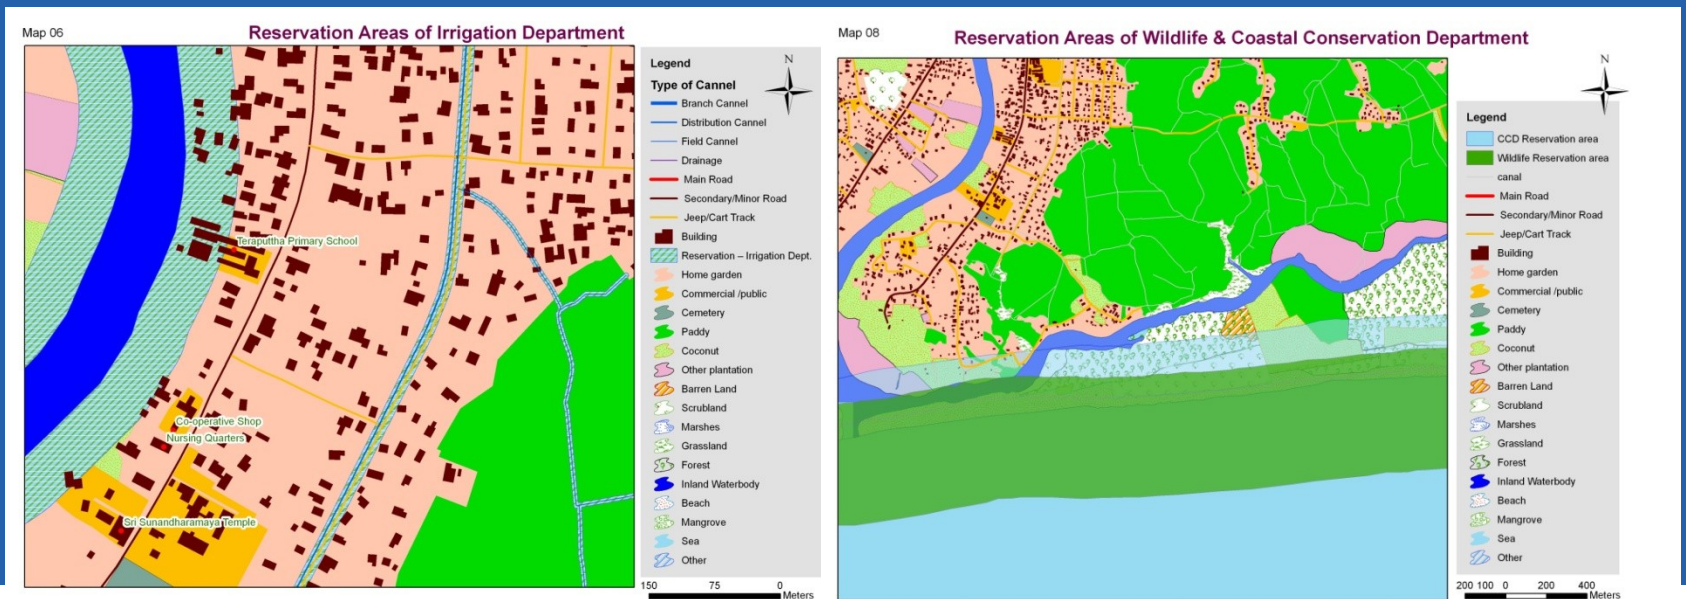 Map 06
Reservation Areas of Irrigation Department
Teraputtha Primary School
Co-operative Shop
Nursing Quarters
Sri Sunandharamaya Temple
Legend
N
Type of Cannel
Branch Cannel
Distribution Cannel
Field Cannel
Drainage
Main Road
Secondary/Minor Road
Jeep/Cart Track
Building
Reservation – Irrigation Dept.
Home garden
Commercial /public
Cemetery
Paddy
Coconut
Other plantation
Barren Land
Scrubland
Marshes
Grassland
Forest
Inland Waterbody
Beach
Mangrove
Sea
Other
150 75 0
Meters
Map 08
Reservation Areas of Wildlife & Coastal Conservation Department
N
Legend
CCD Reservation area
Wildlife Reservation area
canal
Main Road
Secondary/Minor Road
Jeep/Cart Track
Building
Home garden
Commercial /public
Cemetery
Paddy
Coconut
Other plantation
Barren Land
Scrubland
Marshes
Grassland
Forest
Inland Waterbody
Beach
Mangrove
Sea
Other
200 100 0 200 400
Meters